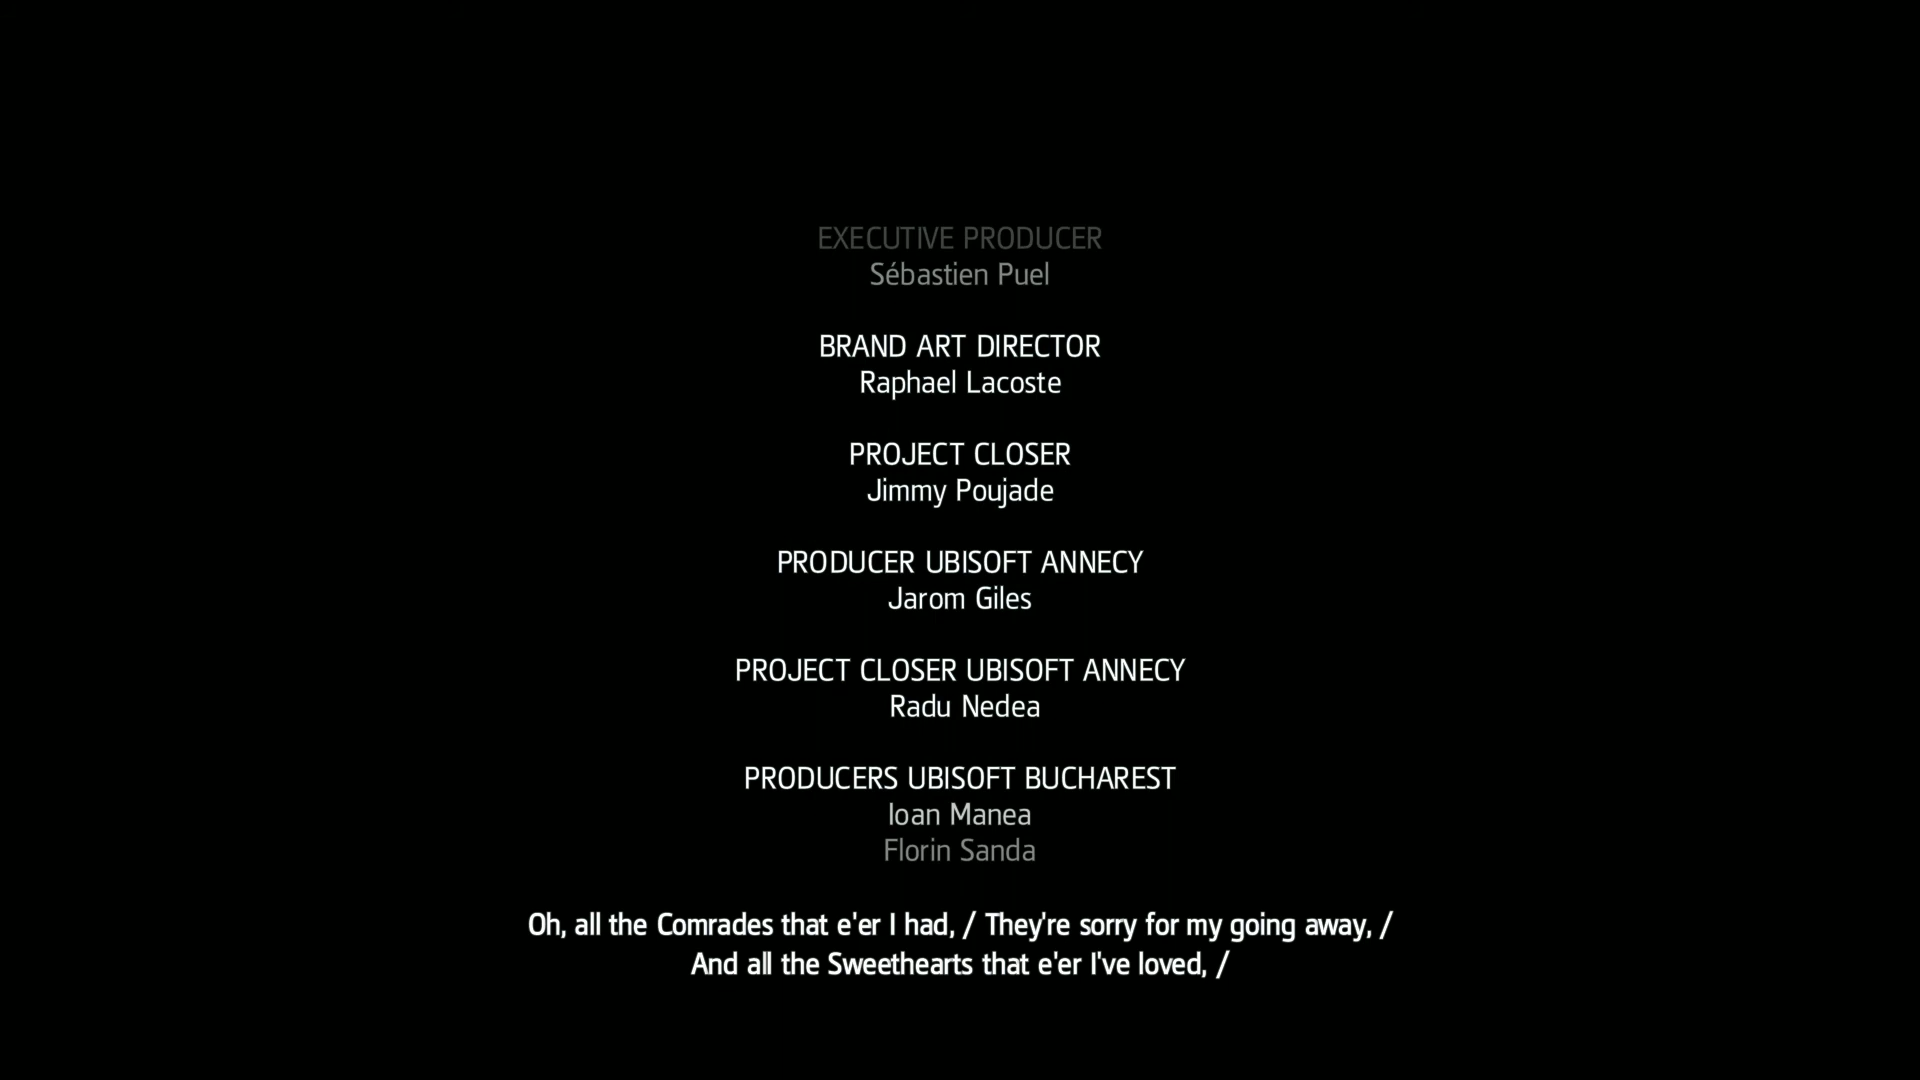 EXECUTIVE PRODUCER
Sébastien Puel
BRAND ART DIRECTOR
Raphael Lacoste
PROJECT CLOSER
Jimmy Poujade
PRODUCER UBISOFT ANNECY
Jarom Giles
PROJECT CLOSER UBISOFT ANNECY
Radu Nedea
PRODUCERS UBISOFT BUCHAREST
Ioan Manea
Florin Sanda
Oh, all the Comrades that e'er I had, / They're sorry for my going away, /
And all the Sweethearts that e'er I've loved, /